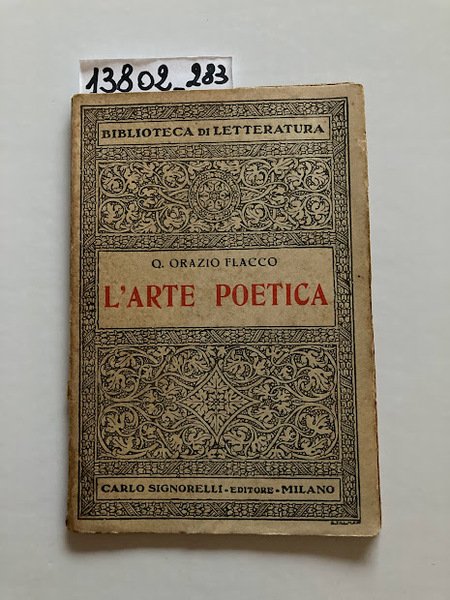 13802_283
BIBLIOTECA DI LETTERATURA
Q. ORAZIO FLACCO
L'ARTE POETICA
CARLO SIGNORELLI - EDITORE - MILANO